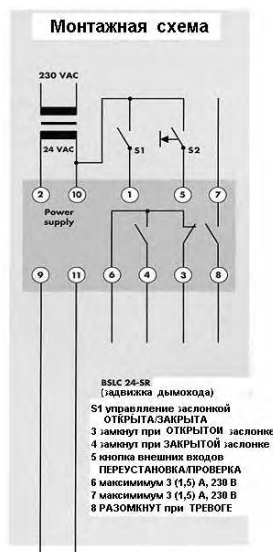 Монтажная схема
230 VAC
24 VAC
S1
S2
2
10
1
5
7
Power
supply
9
11
6
4
3
8
BSLC 24-SR
(задвижка дымохода)
S1 управлление заслонкой
ОТКРЫТА/ЗАКРЫТА
3 замкнут при ОТКРЫТОЙ заслонке
4 замкнут при ЗАКРЫТОЙ заслонке
5 кнопка внешних входов
ПЕРЕУСТАНОВКА/ПРОВЕРКА
6 максимимум 3 (1,5) А, 230 В
7 максимимум 3 (1,5) А, 230 В
8 РАЗОМКНУТ при ТРЕВОГЕ